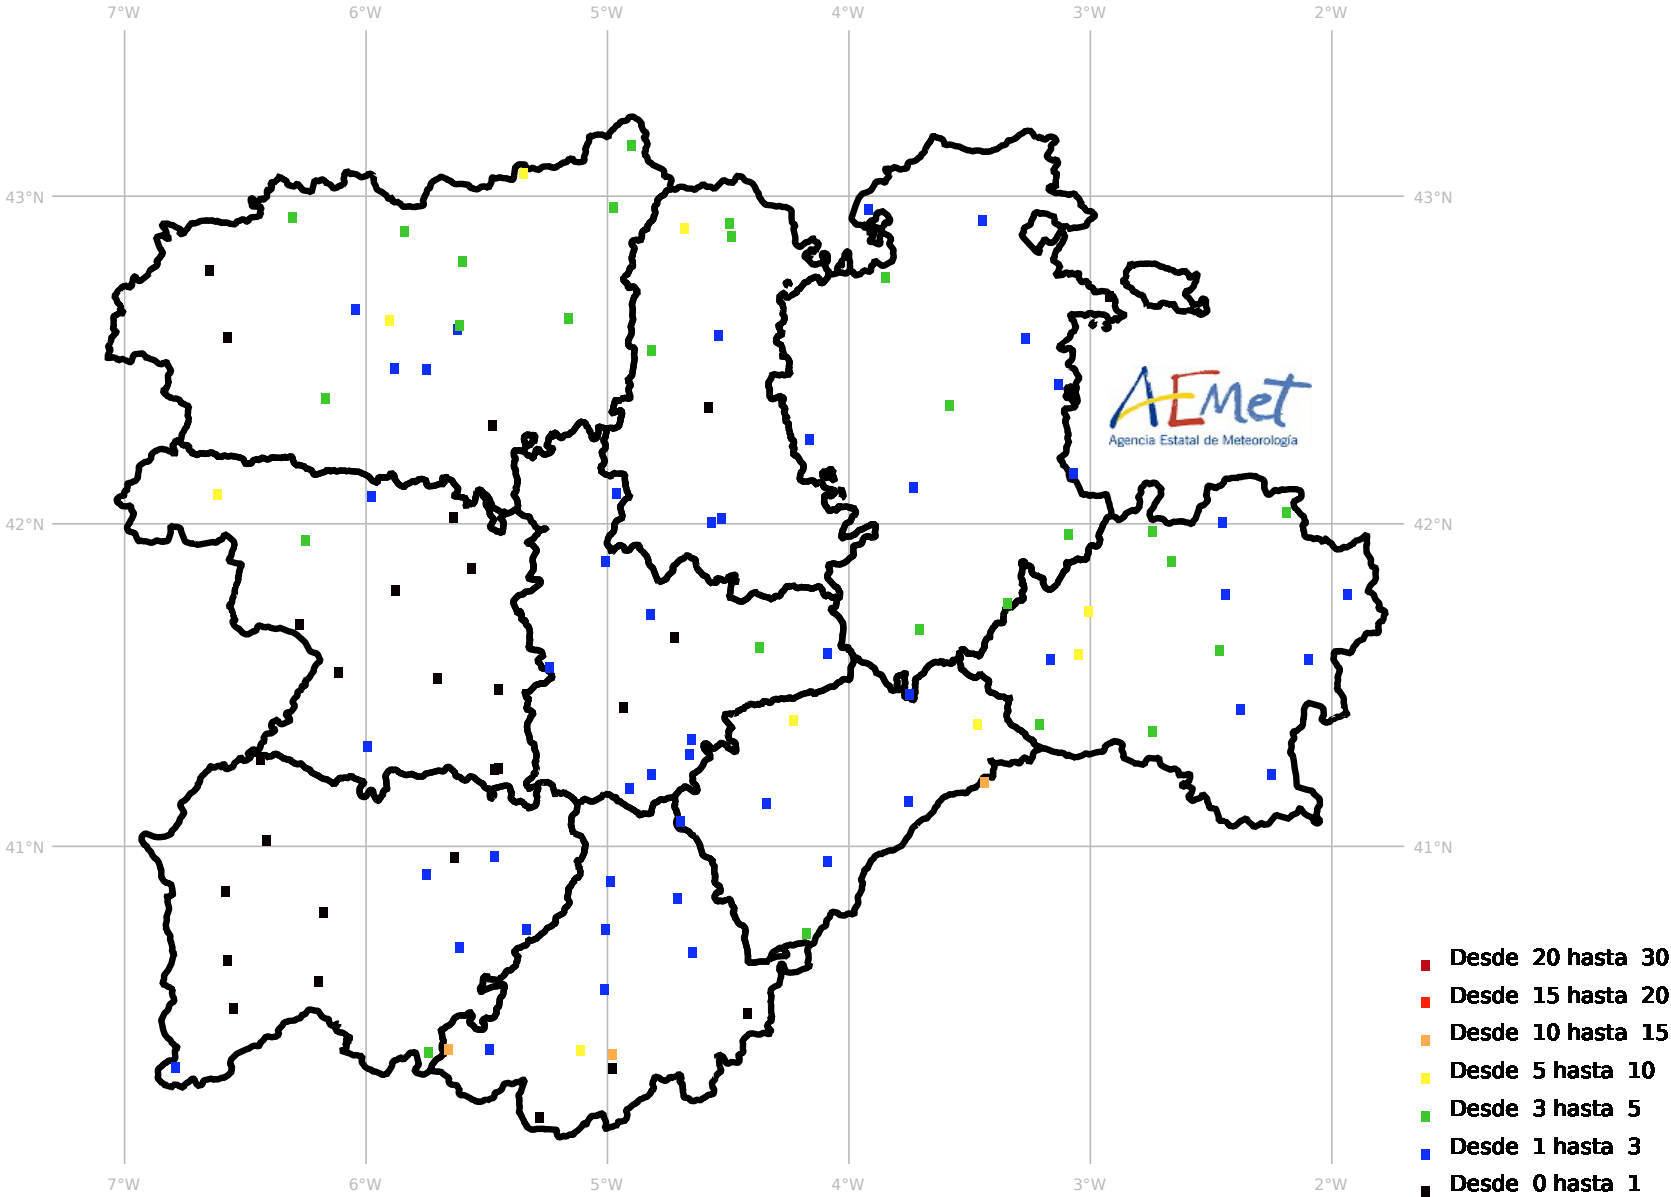 7°W 6°W 5°W 4°W 3°W 2°W
43°N 43°N
AEMet
Agencia Estatal de Meteorología
42°N 42°N
41°N 41°N
Desde 20 hasta 30
Desde 15 hasta 20
Desde 10 hasta 15
Desde 5 hasta 10
Desde 3 hasta 5
Desde 1 hasta 3
Desde 0 hasta 1
7°W 6°W 5°W 4°W 3°W 2°W